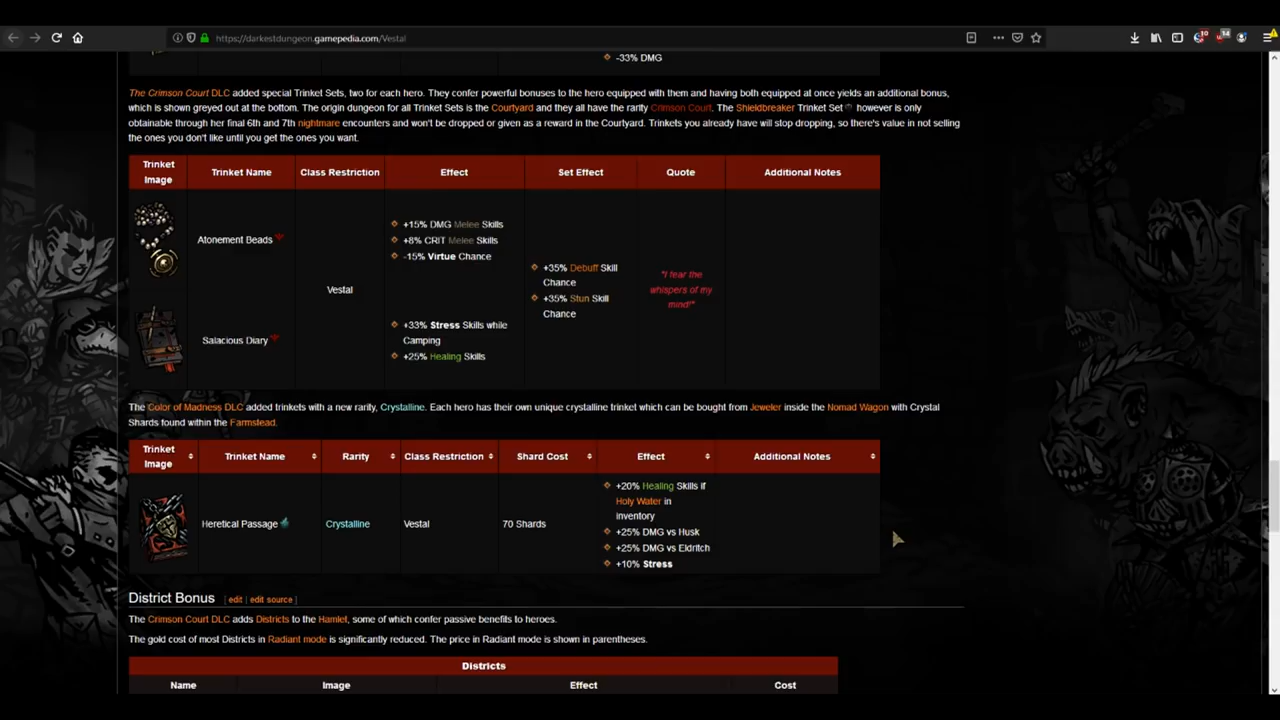 https://darkestdungeon.gamepedia.com/Vestal
10
14
-33% DMG
The Crimson Court DLC added special Trinket Sets, two for each hero. They confer powerful bonuses to the hero equipped with them and having both equipped at once yields an additional bonus,
which is shown greyed out at the bottom. The origin dungeon for all Trinket Sets is the Courtyard and they all have the rarity Crimson Court. The Shieldbreaker Trinket Set however is only
obtainable through her final 6th and 7th nightmare encounters and won't be dropped or given as a reward in the Courtyard. Trinkets you already have will stop dropping, so there's value in not selling
the ones you don't like until you get the ones you want.
Trinket Image Trinket Name Class Restriction Effect Set Effect Quote Additional Notes
Atonement Beads
+15% DMG Melee Skills
+8% CRIT Melee Skills
-15% Virtue Chance
Vestal
+35% Debuff Skill
Chance
+35% Stun Skill
Chance
"I fear the
whispers of my
mind!"
Salacious Diary
+33% Stress Skills while
Camping
+25% Healing Skills
The Color of Madness DLC added trinkets with a new rarity, Crystalline. Each hero has their own unique crystalline trinket which can be bought from Jeweler inside the Nomad Wagon with Crystal
Shards found within the Farmstead.
Trinket Image Trinket Name Rarity Class Restriction Shard Cost Effect Additional Notes
Heretical Passage Crystalline Vestal 70 Shards
+20% Healing Skills if
Holy Water in
inventory
+25% DMG vs Husk
+25% DMG vs Eldritch
+10% Stress
District Bonus [ edit | edit source ]
The Crimson Court DLC adds Districts to the Hamlet, some of which confer passive benefits to heroes.
The gold cost of most Districts in Radiant mode is significantly reduced. The price in Radiant mode is shown in parentheses.
Districts
Name Image Effect Cost